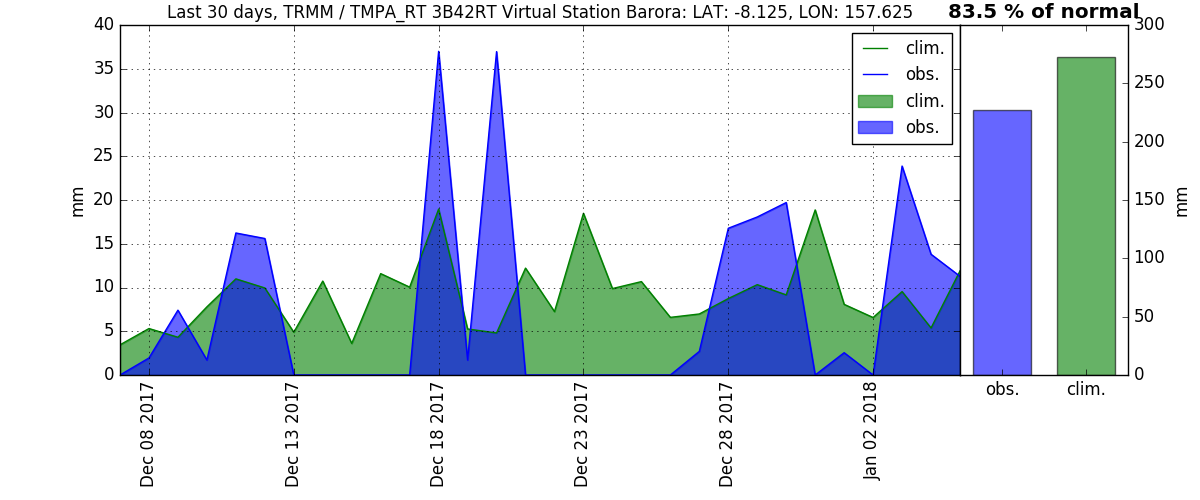 Last 30 days, TRMM / TMPA_RT 3B42RT Virtual Station Barora: LAT: -8.125, LON: 157.625
83.5 % of normal
40
35
30
25
20
15
10
5
0
mm
clim.
obs.
clim.
obs.
Dec 08 2017
Dec 13 2017
Dec 18 2017
Dec 23 2017
Dec 28 2017
Jan 02 2018
obs.
clim.
300
250
200
150
100
50
0
mm